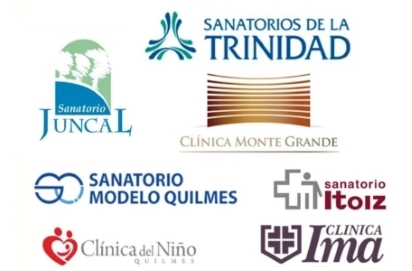 SANATORIOS DE LA
TRINIDAD
Sanatorio
JUNCAL
CLÍNICA MONTE GRANDE
SANATORIO
MODELO QUILMES
sanatorio
Itoiz
Clínica del Niño
QUILMES
CLINICA
Ima